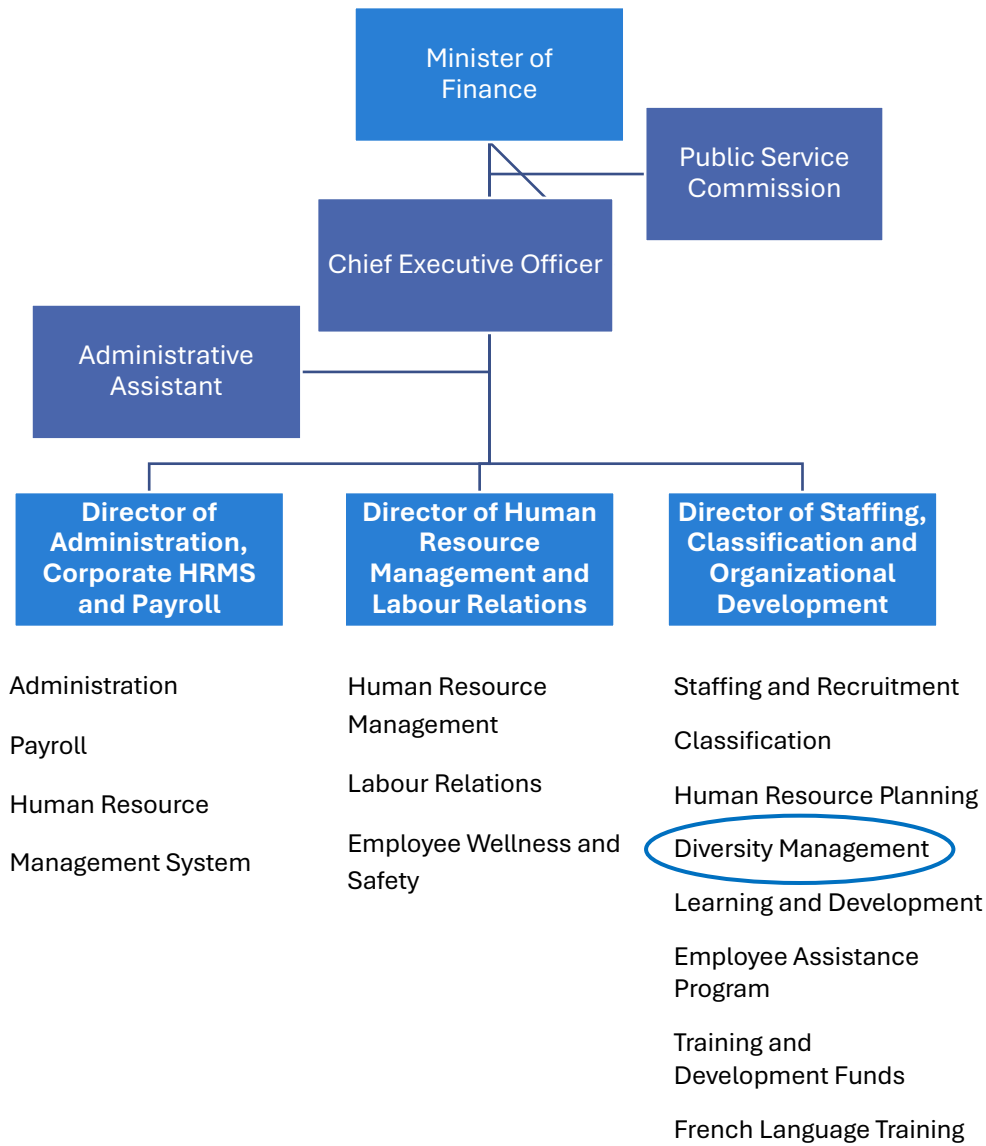 Minister of
Finance
Public Service
Commission
Chief Executive Officer
Administrative
Assistant
Director of
Administration,
Corporate HRMS
and Payroll
Director of Human
Resource
Management and
Labour Relations
Director of Staffing,
Classification and
Organizational
Development
Administration
Payroll
Human Resource
Management System
Human Resource
Management
Labour Relations
Employee Wellness and
Safety
Staffing and Recruitment
Classification
Human Resource Planning
Diversity Management
Learning and Development
Employee Assistance
Program
Training and
Development Funds
French Language Training